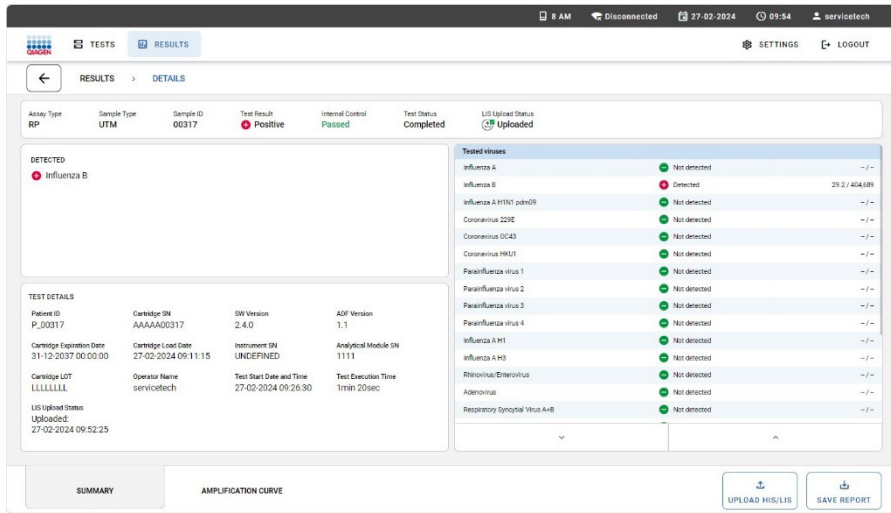 8 AM Disconnected 27-02-2024 09:54 servicetech
QIAGEN TESTS RESULTS SETTINGS LOGOUT
RESULTS > DETAILS
Assay Type Sample Type Sample ID Test Result Internal Control Test Status LIS Upload Status
RP UTM 00317 Positive Passed Completed Uploaded
DETECTED
Influenza B
TEST DETAILS
Patient ID Cartridge SN SW Version ADF Version
P_00317 AAAAA00317 2.4.0 1.1
Cartridge Expiration Date Cartridge Load Date Instrument SN Analytical Module SN
31-12-2037 00:00:00 27-02-2024 09:11:15 UNDEFINED 1111
Cartridge LOT Operator Name Test Start Date and Time Test Execution Time
LLLLLLLL servicetech 27-02-2024 09:26:30 1min 20sec
LIS Upload Status
Uploaded:
27-02-2024 09:52:25
Tested viruses
Influenza A Not detected –/–
Influenza B Detected 29.2 / 404,689
Influenza A H1N1 pdm09 Not detected –/–
Coronavirus 229E Not detected –/–
Coronavirus OC43 Not detected –/–
Coronavirus HKU1 Not detected –/–
Parainfluenza virus 1 Not detected –/–
Parainfluenza virus 2 Not detected –/–
Parainfluenza virus 3 Not detected –/–
Parainfluenza virus 4 Not detected –/–
Influenza A H1 Not detected –/–
Influenza A H3 Not detected –/–
Rhinovirus/Enterovirus Not detected –/–
Adenovirus Not detected –/–
Respiratory Syncytial Virus A+B Not detected –/–
SUMMARY AMPLIFICATION CURVE UPLOAD HIS/LIS SAVE REPORT